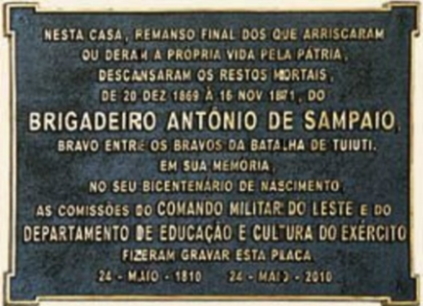 NESTA CASA, REMANSO FINAL DOS QUE ARRISCARAM
OU DERAM A PRÓPRIA VIDA PELA PÁTRIA,
DESCANSARAM OS RESTOS MORTAIS,
DE 20 DEZ 1869 À 16 NOV 1871, DO
BRIGADEIRO ANTÔNIO DE SAMPAIO,
BRAVO ENTRE OS BRAVOS DA BATALHA DE TUIUTI.
EM SUA MEMÓRIA,
NO SEU BICENTENÁRIO DE NASCIMENTO,
AS COMISSÕES DO COMANDO MILITAR DO LESTE E DO
DEPARTAMENTO DE EDUCAÇÃO E CULTURA DO EXÉRCITO
FIZERAM GRAVAR ESTA PLACA
24 - MAIO - 1810 24 - MAIO - 2010